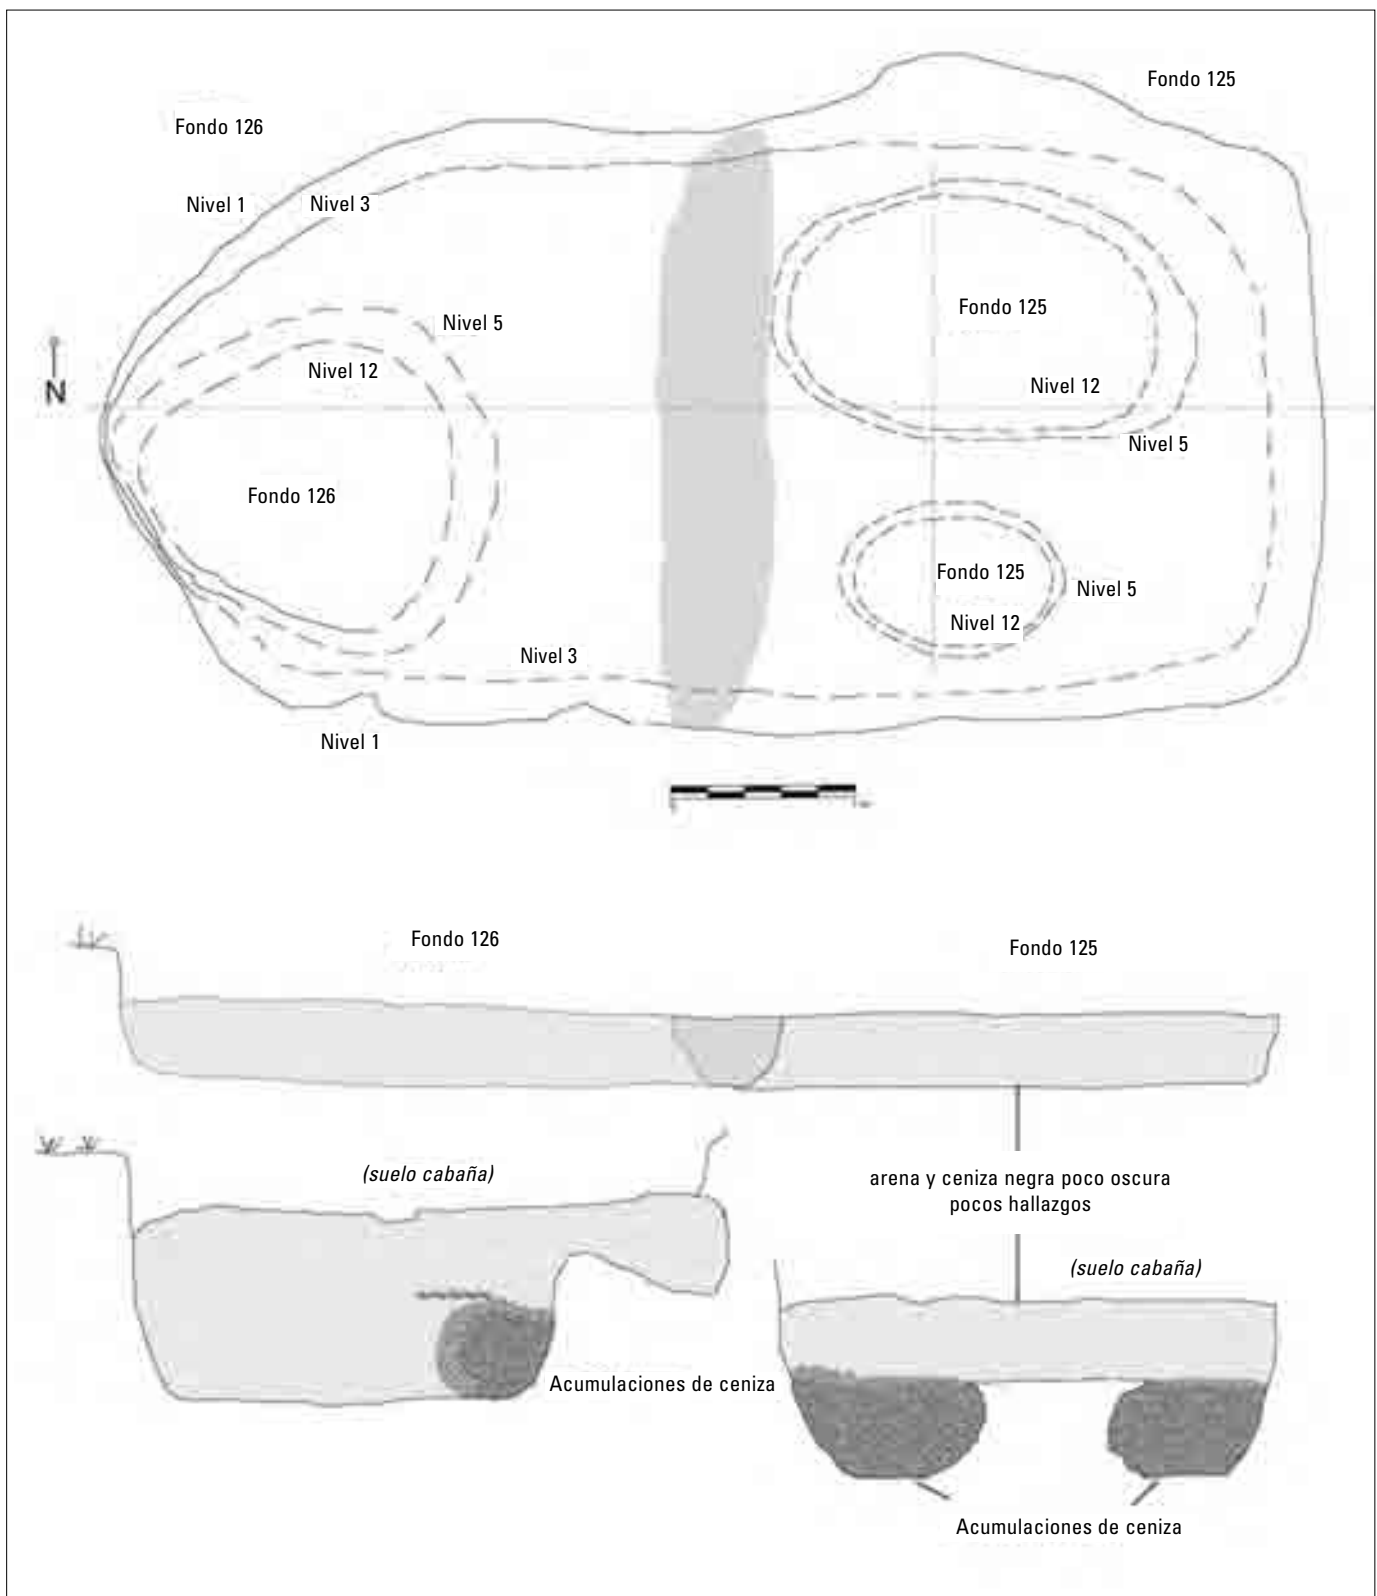 Fondo 125
Fondo 126
Nivel 1
Nivel 3
Nivel 5
Fondo 125
Nivel 12
N
Nivel 12
Nivel 5
Fondo 126
Fondo 125
Nivel 5
Nivel 12
Nivel 3
Nivel 1
Fondo 126
Fondo 125
(suelo cabaña)
arena y ceniza negra poco oscura
pocos hallazgos
(suelo cabaña)
Acumulaciones de ceniza
Acumulaciones de ceniza